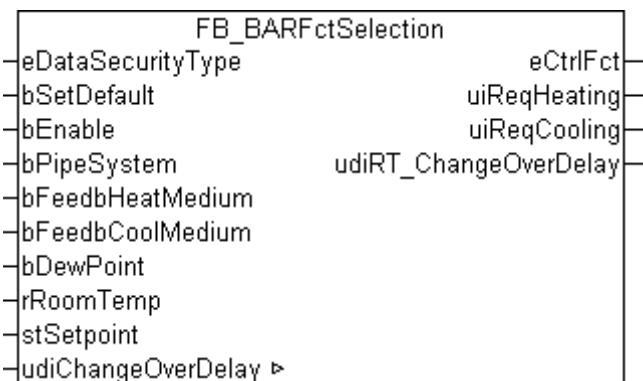 FB_BARFctSelection
eDataSecurityType eCtrlFct
bSetDefault uiReqHeating
bEnable uiReqCooling
bPipeSystem udiRT_ChangeOverDelay
bFeedbHeatMedium
bFeedbCoolMedium
bDewPoint
rRoomTemp
stSetpoint
udiChangeOverDelay ▹